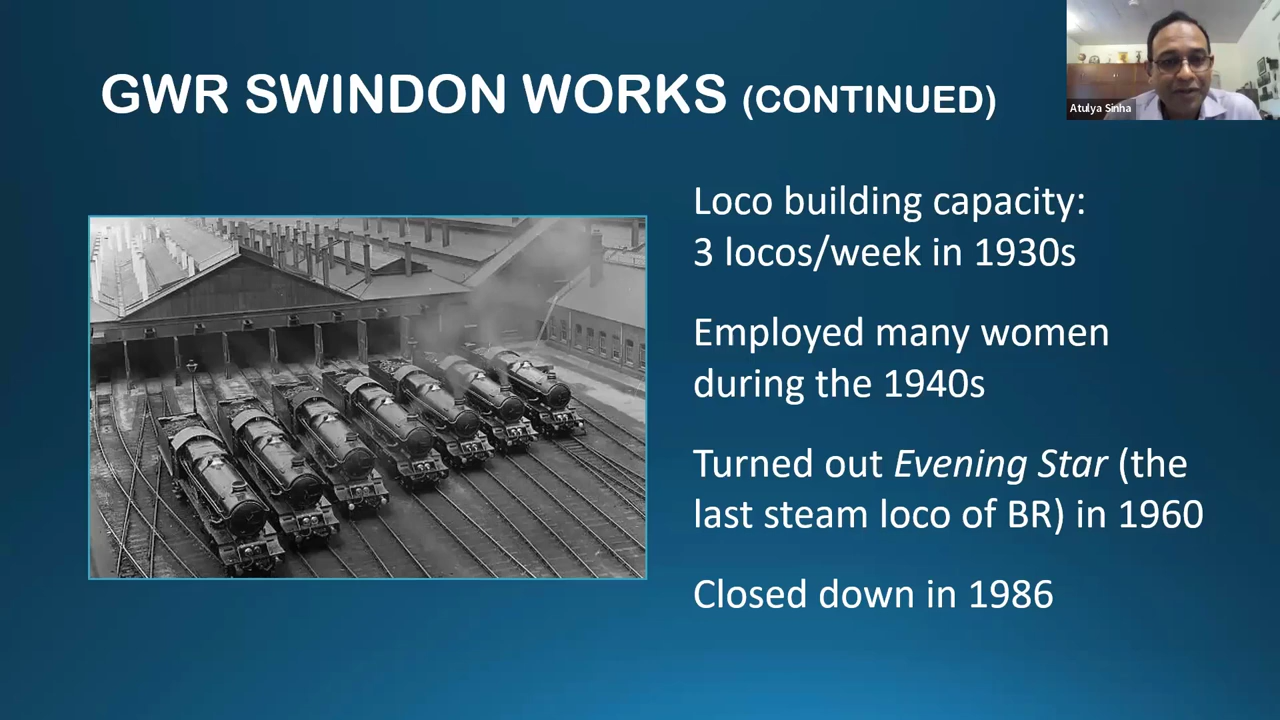 GWR SWINDON WORKS (CONTINUED)
Atulya Sinha
Loco building capacity:
3 locos/week in 1930s
Employed many women
during the 1940s
Turned out Evening Star (the
last steam loco of BR) in 1960
Closed down in 1986